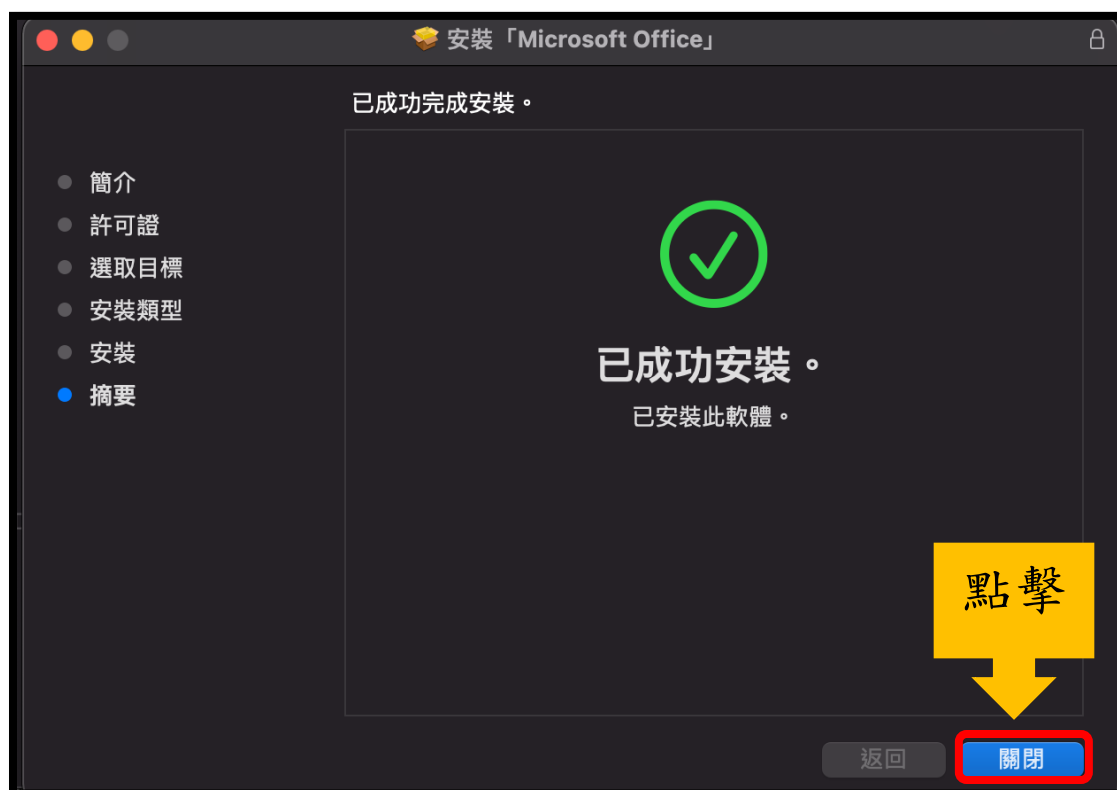 安裝「Microsoft Office」
已成功完成安裝。
簡介
許可證
選取目標
安裝類型
安裝
摘要
已成功安裝。
已安裝此軟體。
點擊
返回
關閉